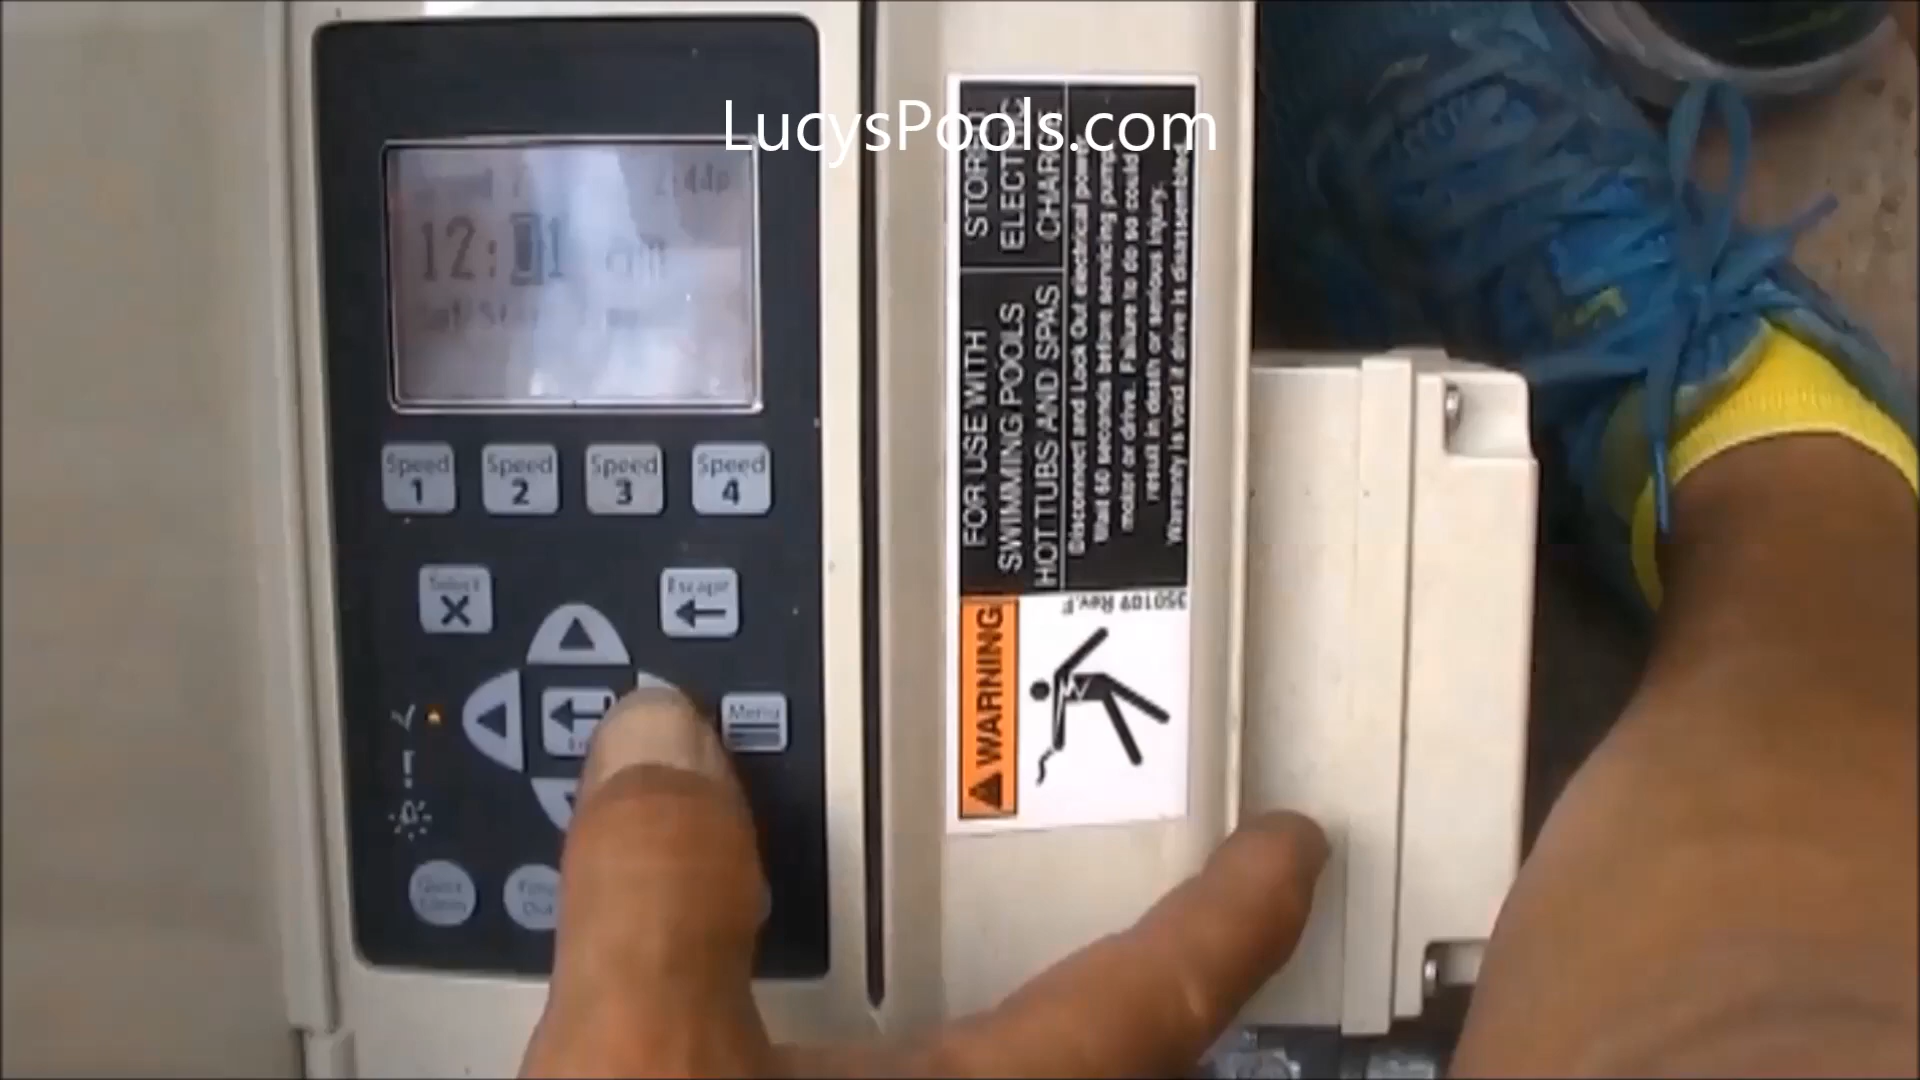 LucysPools.com
12:01 am
Speed 1
Speed 2
Speed 3
Speed 4
Select
Escape
Menu
WARNING
350109 Rev.F
FOR USE WITH
SWIMMING POOLS
HOT TUBS AND SPAS
ELECTRIC
Disconnect and Lock Out electrical power.
Wait 60 seconds before servicing pump,
motor or drive. Failure to do so could
result in death or serious injury.
Warranty is void if drive is disassembled.